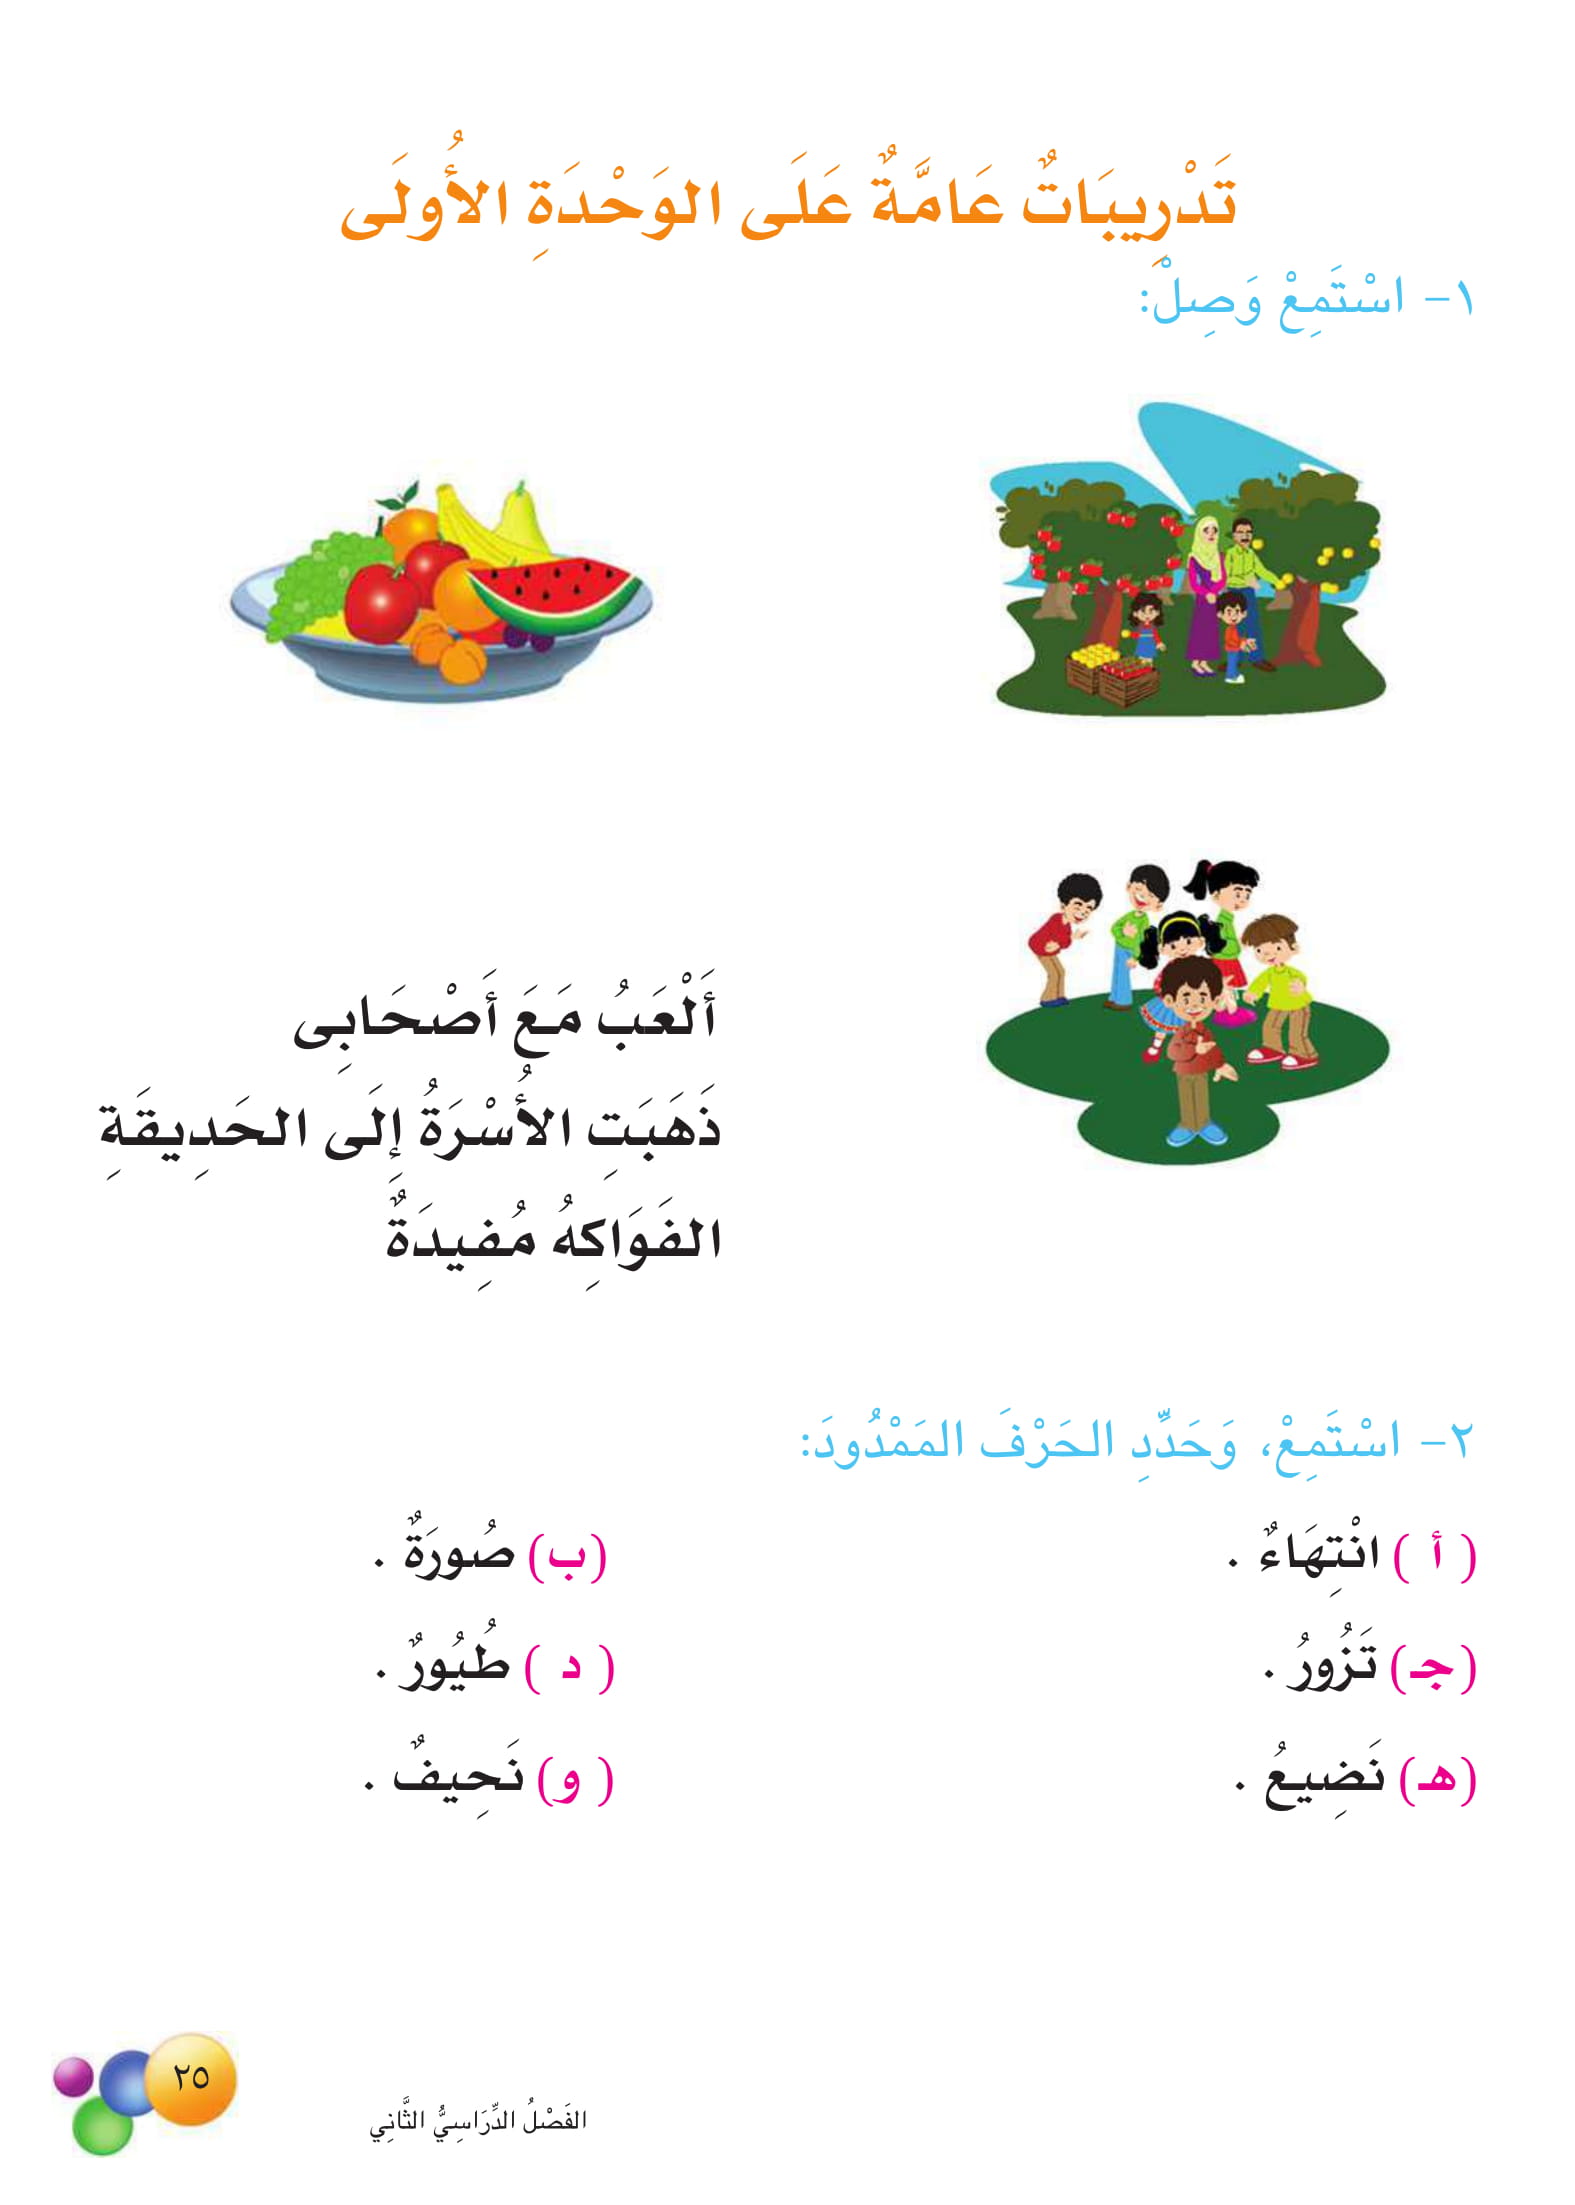 تَدْرِيبَاتٌ عَامَّةٌ عَلَى الوَحْدَةِ الأُولَى
١- اسْتَمِعْ وَصِلْ:
أَلْعَبُ مَعَ أَصْحَابِى
ذَهَبَتِ الأُسْرَةُ إِلَى الحَدِيقَةِ
الفَوَاكِهُ مُفِيدَةٌ
٢- اسْتَمِعْ، وَحَدِّدِ الحَرْفَ المَمْدُودَ:
( أ ) انْتِهَاءٌ . (ب) صُورَةٌ .
(جـ) تَزُورُ . ( د ) طُيُورٌ .
(هـ) نَضِيعُ . ( و) نَحِيفٌ .
الفَصْلُ الدِّرَاسِيُّ الثَّانِي
٢٥